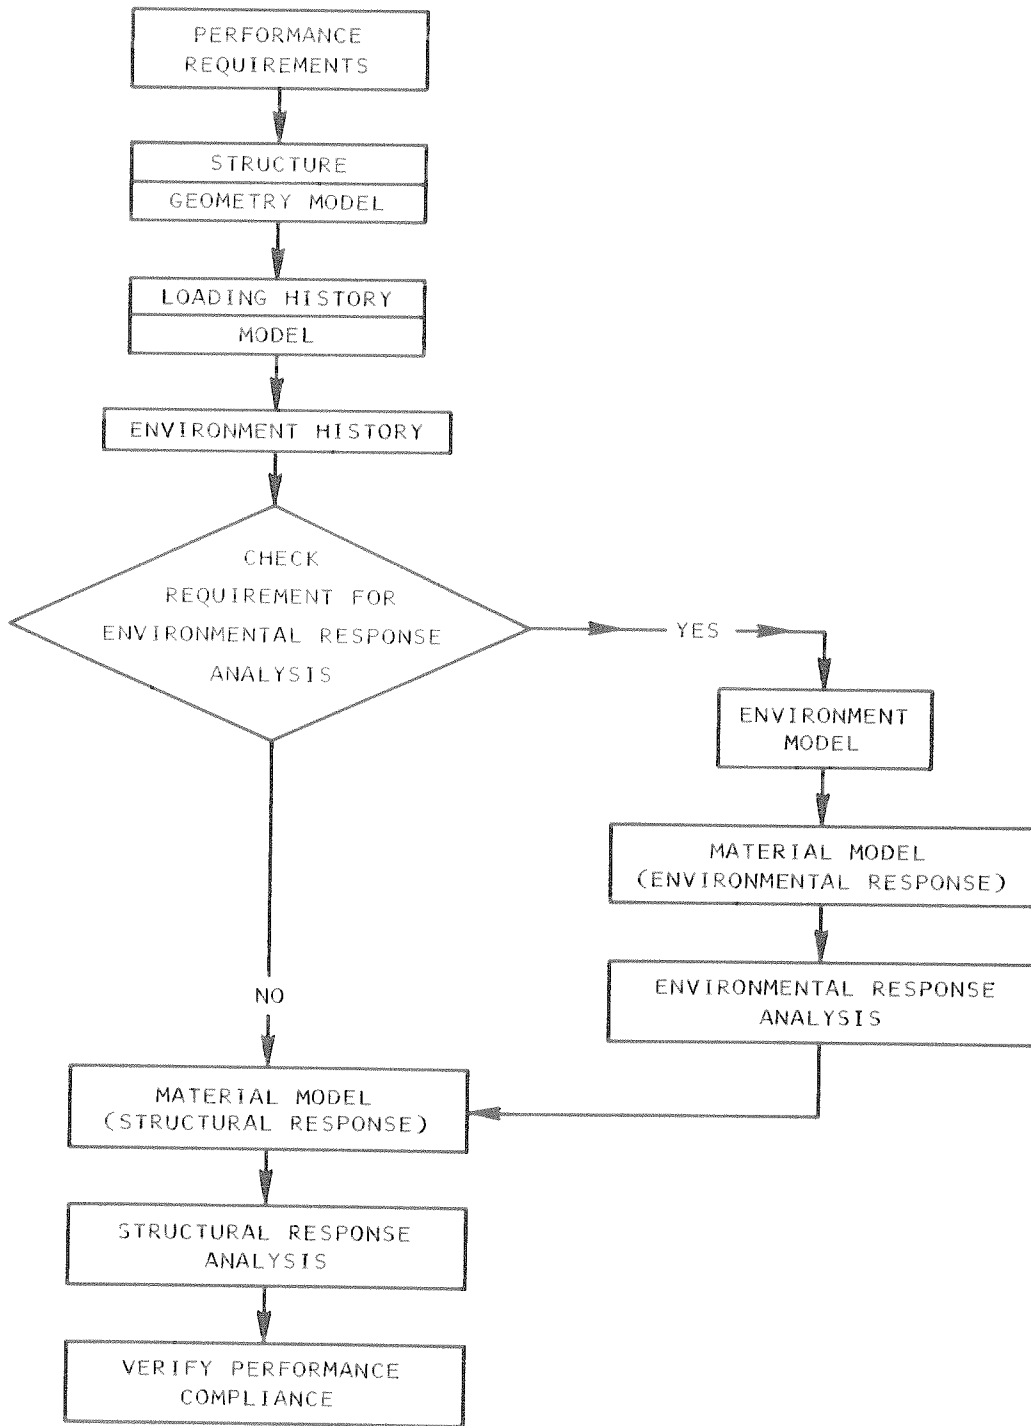 PERFORMANCE
REQUIREMENTS
STRUCTURE
GEOMETRY MODEL
LOADING HISTORY
MODEL
ENVIRONMENT HISTORY
CHECK
REQUIREMENT FOR
ENVIRONMENTAL RESPONSE
ANALYSIS
YES
ENVIRONMENT
MODEL
MATERIAL MODEL
(ENVIRONMENTAL RESPONSE)
ENVIRONMENTAL RESPONSE
ANALYSIS
NO
MATERIAL MODEL
(STRUCTURAL RESPONSE)
STRUCTURAL RESPONSE
ANALYSIS
VERIFY PERFORMANCE
COMPLIANCE